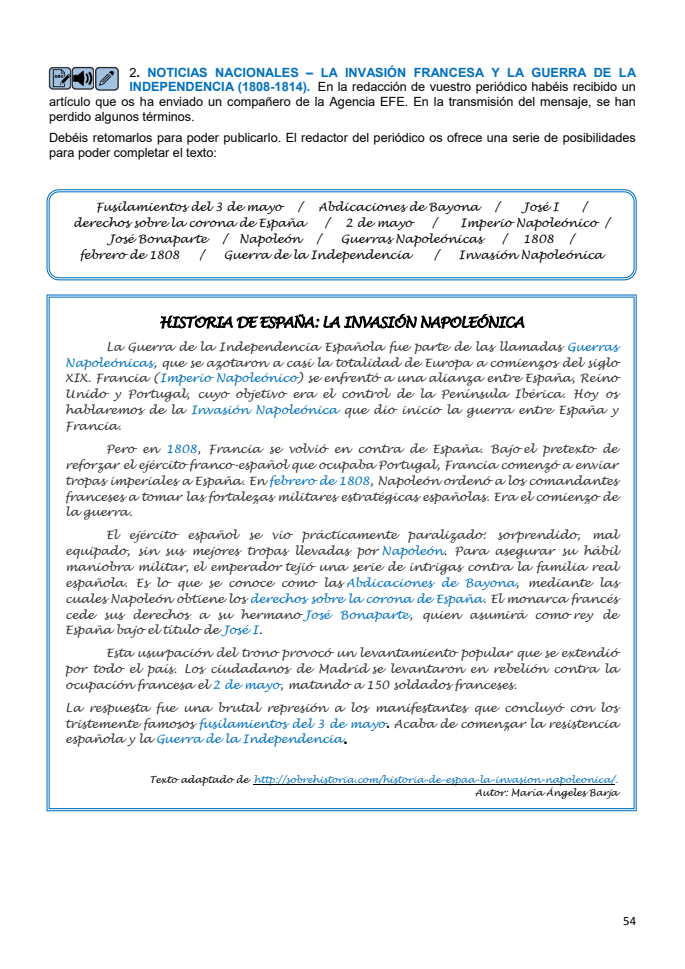 2. NOTICIAS NACIONALES – LA INVASIÓN FRANCESA Y LA GUERRA DE LA
INDEPENDENCIA (1808-1814). En la redacción de vuestro periódico habéis recibido un
artículo que os ha enviado un compañero de la Agencia EFE. En la transmisión del mensaje, se han
perdido algunos términos.
Debéis retomarlos para poder publicarlo. El redactor del periódico os ofrece una serie de posibilidades
para poder completar el texto:
Fusilamientos del 3 de mayo / Abdicaciones de Bayona / José I /
derechos sobre la corona de España / 2 de mayo / Imperio Napoleónico /
José Bonaparte / Napoleón / Guerras Napoleónicas / 1808 /
febrero de 1808 / Guerra de la Independencia / Invasión Napoleónica
HISTORIA DE ESPAÑA: LA INVASIÓN NAPOLEÓNICA
La Guerra de la Independencia Española fue parte de las llamadas Guerras
Napoleónicas, que se azotaron a casi la totalidad de Europa a comienzos del siglo
XIX. Francia (Imperio Napoleónico) se enfrentó a una alianza entre España, Reino
Unido y Portugal, cuyo objetivo era el control de la Península Ibérica. Hoy os
hablaremos de la Invasión Napoleónica que dio inicio la guerra entre España y
Francia.
Pero en 1808, Francia se volvió en contra de España. Bajo el pretexto de
reforzar el ejército franco-español que ocupaba Portugal, Francia comenzó a enviar
tropas imperiales a España. En febrero de 1808, Napoleón ordenó a los comandantes
franceses a tomar las fortalezas militares estratégicas españolas. Era el comienzo de
la guerra.
El ejército español se vio prácticamente paralizado: sorprendido, mal
equipado, sin sus mejores tropas llevadas por Napoleón. Para asegurar su hábil
maniobra militar, el emperador tejió una serie de intrigas contra la familia real
española. Es lo que se conoce como las Abdicaciones de Bayona, mediante las
cuales Napoleón obtiene los derechos sobre la corona de España. El monarca francés
cede sus derechos a su hermano José Bonaparte, quien asumirá como rey de
España bajo el título de José I.
Esta usurpación del trono provocó un levantamiento popular que se extendió
por todo el país. Los ciudadanos de Madrid se levantaron en rebelión contra la
ocupación francesa el 2 de mayo, matando a 150 soldados franceses.
La respuesta fue una brutal represión a los manifestantes que concluyó con los
tristemente famosos fusilamientos del 3 de mayo. Acaba de comenzar la resistencia
española y la Guerra de la Independencia.
Texto adaptado de http://sobrehistoria.com/historia-de-espaa-la-invasion-napoleonica/.
Autor: María Ángeles Barja
54